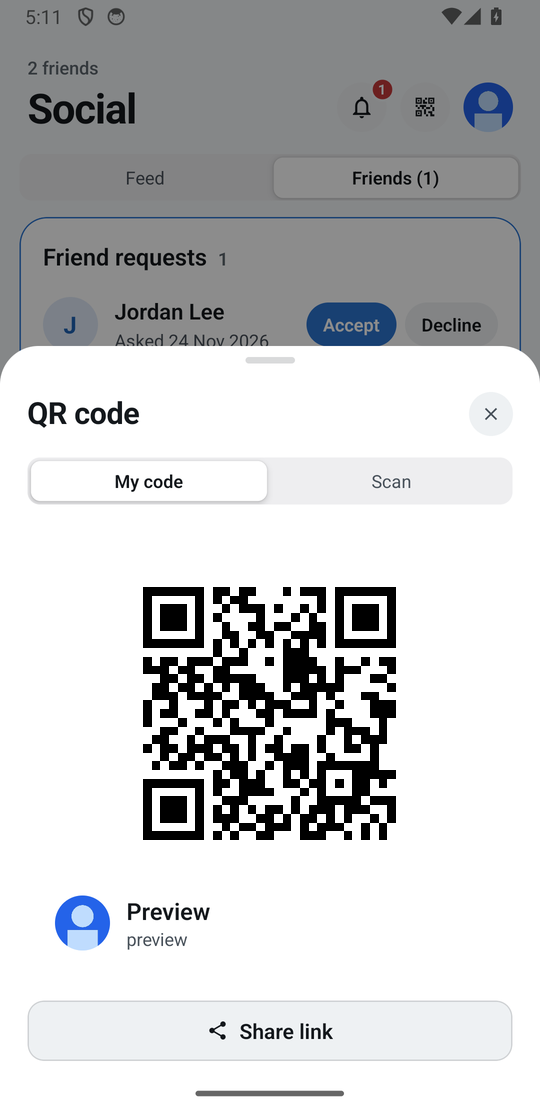 5:11
2 friends
Social
1
Feed
Friends (1)
Friend requests 1
J
Jordan Lee
Asked 24 Nov 2026
Accept
Decline
QR code
My code
Scan
Preview
preview
Share link